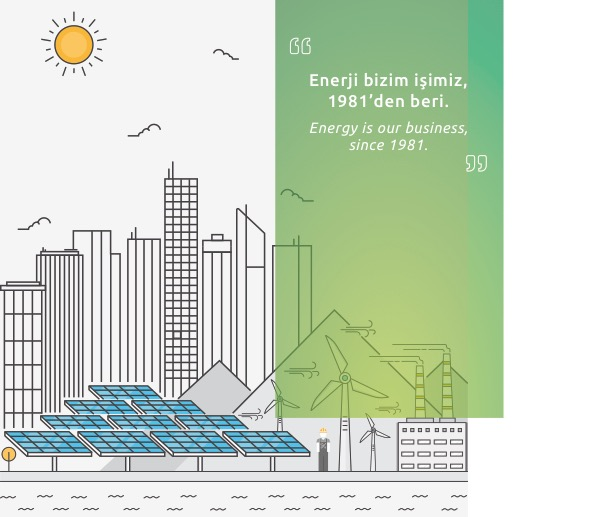 Enerji bizim işimiz,
1981’den beri.
Energy is our business,
since 1981.